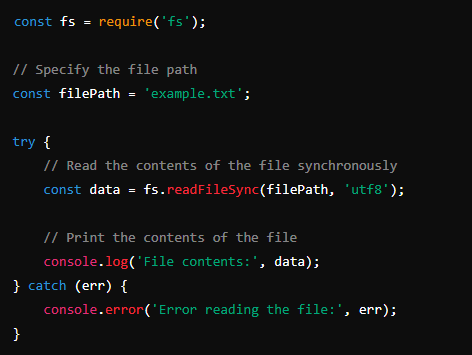 const fs = require('fs');
// Specify the file path
const filePath = 'example.txt';
try {
// Read the contents of the file synchronously
const data = fs.readFileSync(filePath, 'utf8');
// Print the contents of the file
console.log('File contents:', data);
} catch (err) {
console.error('Error reading the file:', err);
}